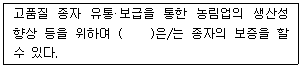 고품질 종자 유통·보급을 통한 농림업의 생산성
향상 등을 위하여 (    )은/는 종자의 보증을 할
수 있다.